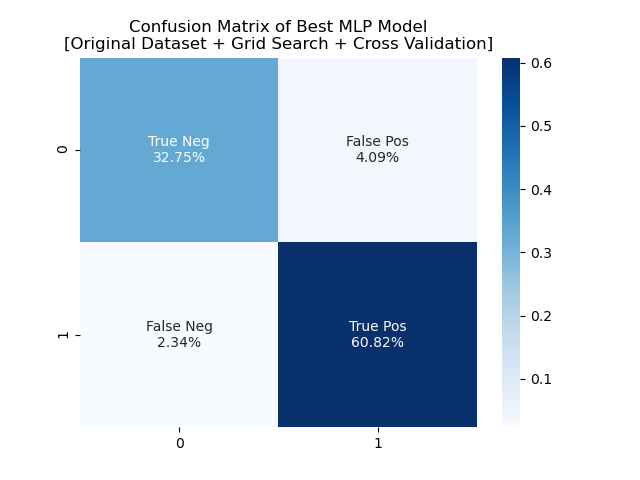 Confusion Matrix of Best MLP Model
[Original Dataset + Grid Search + Cross Validation]
True Neg
32.75%
False Pos
4.09%
False Neg
2.34%
True Pos
60.82%
0
1
0
1
0.6
0.5
0.4
0.3
0.2
0.1